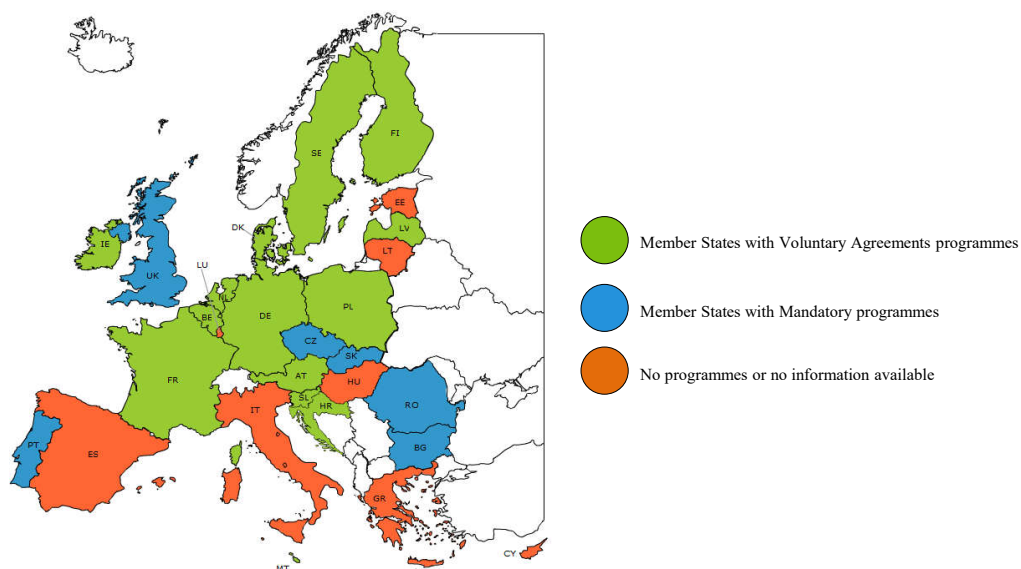 FI
SE
EE
DK
LV
IE
LT
LU
UK
NL
BE
DE
PL
CZ
SK
FR
AT
HU
SL
HR
IT
RO
PT
ES
BG
GR
CY
MT
Member States with Voluntary Agreements programmes
Member States with Mandatory programmes
No programmes or no information available